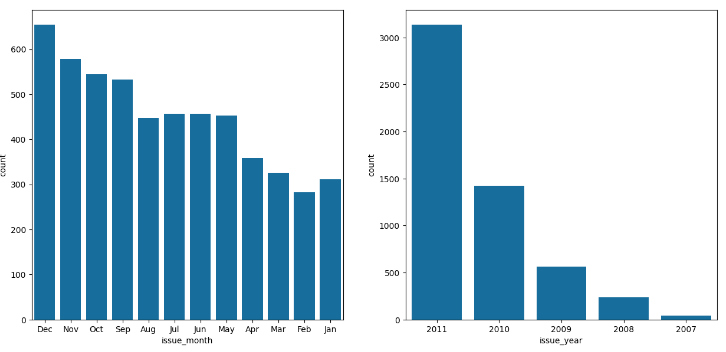 600
500
400
300
200
100
0
count
Dec Nov Oct Sep Aug Jul Jun May Apr Mar Feb Jan
issue_month
3000
2500
2000
1500
1000
500
0
count
2011 2010 2009 2008 2007
issue_year